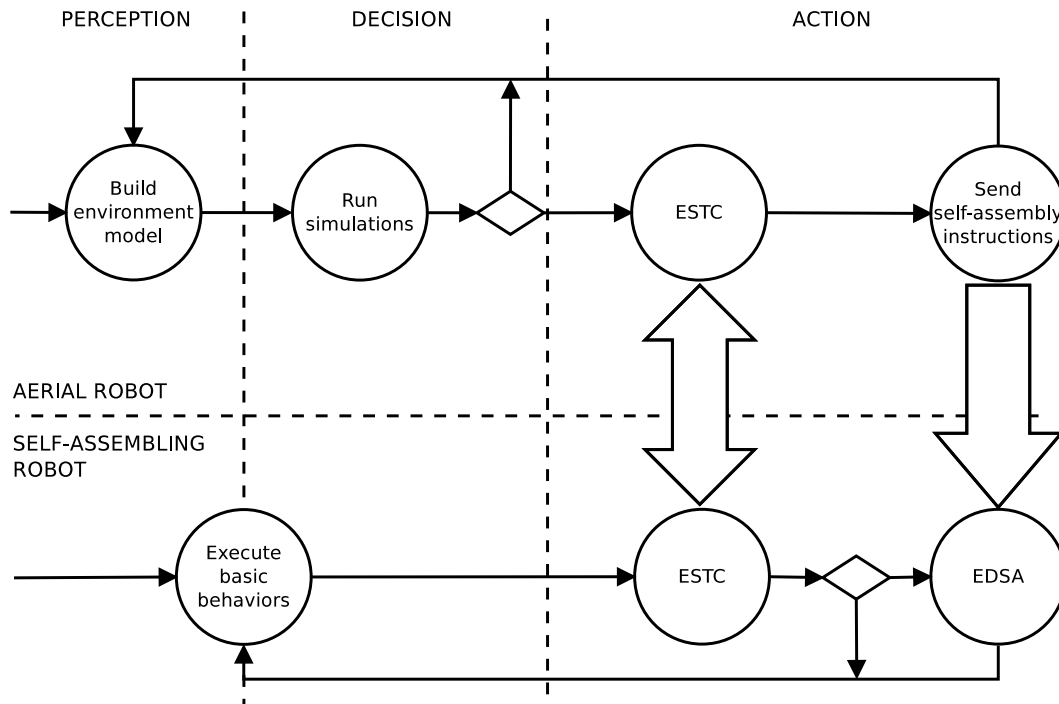 PERCEPTION
DECISION
ACTION
Build
environment
model
Run
simulations
ESTC
Send
self-assembly
instructions
AERIAL ROBOT
SELF-ASSEMBLING
ROBOT
Execute
basic
behaviors
ESTC
EDSA